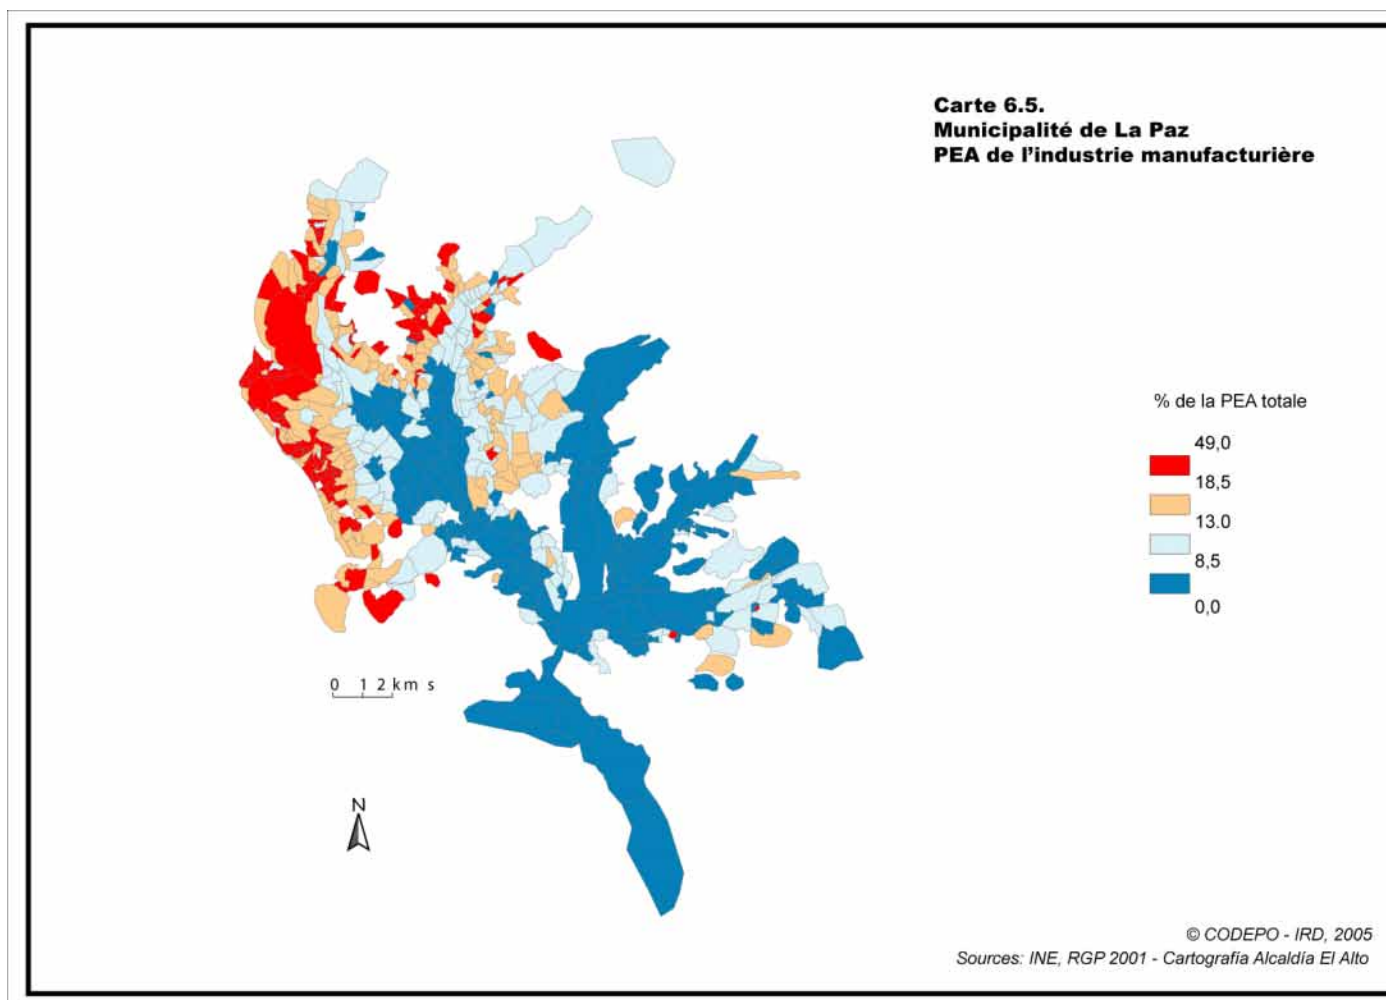 Carte 6.5.
Municipalité de La Paz
PEA de l'industrie manufacturière
% de la PEA totale
49,0
18,5
13.0
8,5
0,0
0 1 2 km s
N
© CODEPO - IRD, 2005
Sources: INE, RGP 2001 - Cartografía Alcaldía El Alto